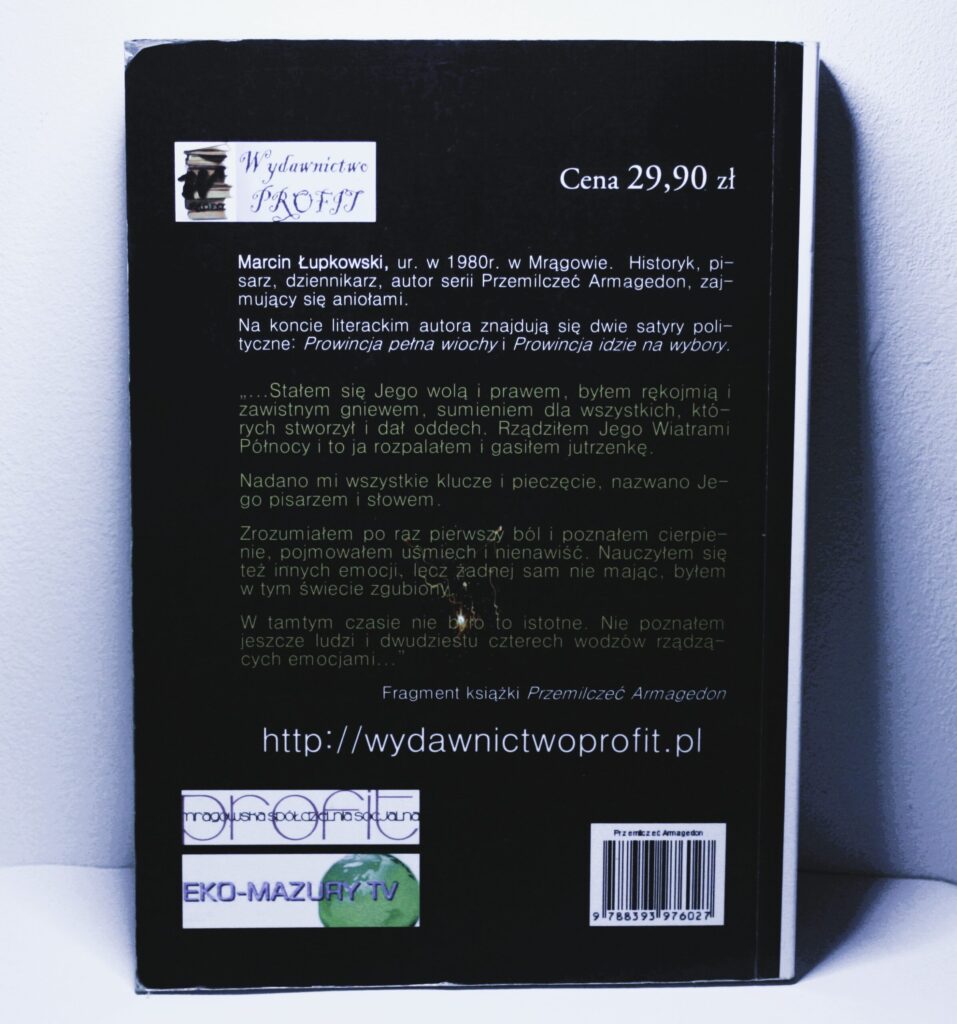 Wydawnictwo
PROFIT
Cena 29,90 zł
Marcin Łupkowski, ur. w 1980r. w Mrągowie. Historyk, pi-
sarz, dziennikarz, autor serii Przemilczeć Armagedon, zaj-
mujący się aniołami.
Na koncie literackim autora znajdują się dwie satyry poli-
tyczne: Prowincja pełna wiochy i Prowincja idzie na wybory.
„...Stałem się Jego wolą i prawem, byłem rękojmią i
zawistnym gniewem, sumieniem dla wszystkich, któ-
rych stworzył i dał oddech. Rządziłem Jego Wiatrami
Północy i to ja rozpalałem i gasiłem jutrzenkę.
Nadano mi wszystkie klucze i pieczęcie, nazwano Je-
go pisarzem i słowem.
Zrozumiałem po raz pierwszy ból i poznałem cierpie-
nie, pojmowałem uśmiech i nienawiść. Nauczyłem się
też innych emocji, lecz żadnej sam nie mając, byłem
w tym świecie zgubiony.
W tamtym czasie nie było to istotne. Nie poznałem
jeszcze ludzi i dwudziestu czterech wodzów rządzą-
cych emocjami..."
Fragment książki Przemilczeć Armagedon
http://wydawnictwoprofit.pl
profit
mrągowska spółdzielnia socjalna
EKO-MAZURY TV
Przemilczeć Armagedon
9 788393 976027